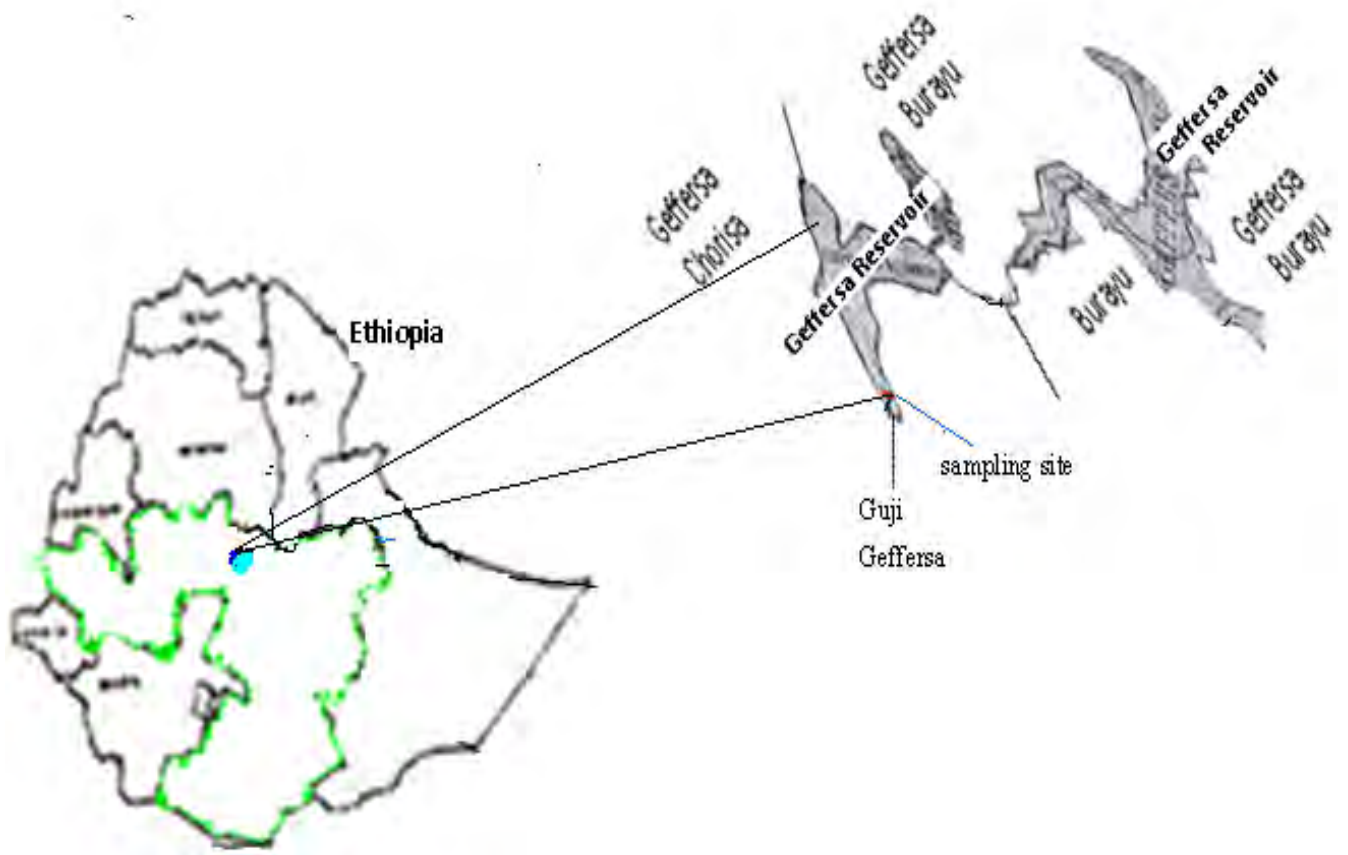 Geffersa
Burayu
Geffersa
Reservoir
Geffersa
Chorisa
Geffersa Reservoir
Geffersa
Burayu
Burayu
Ethiopia
sampling site
Guji
Geffersa